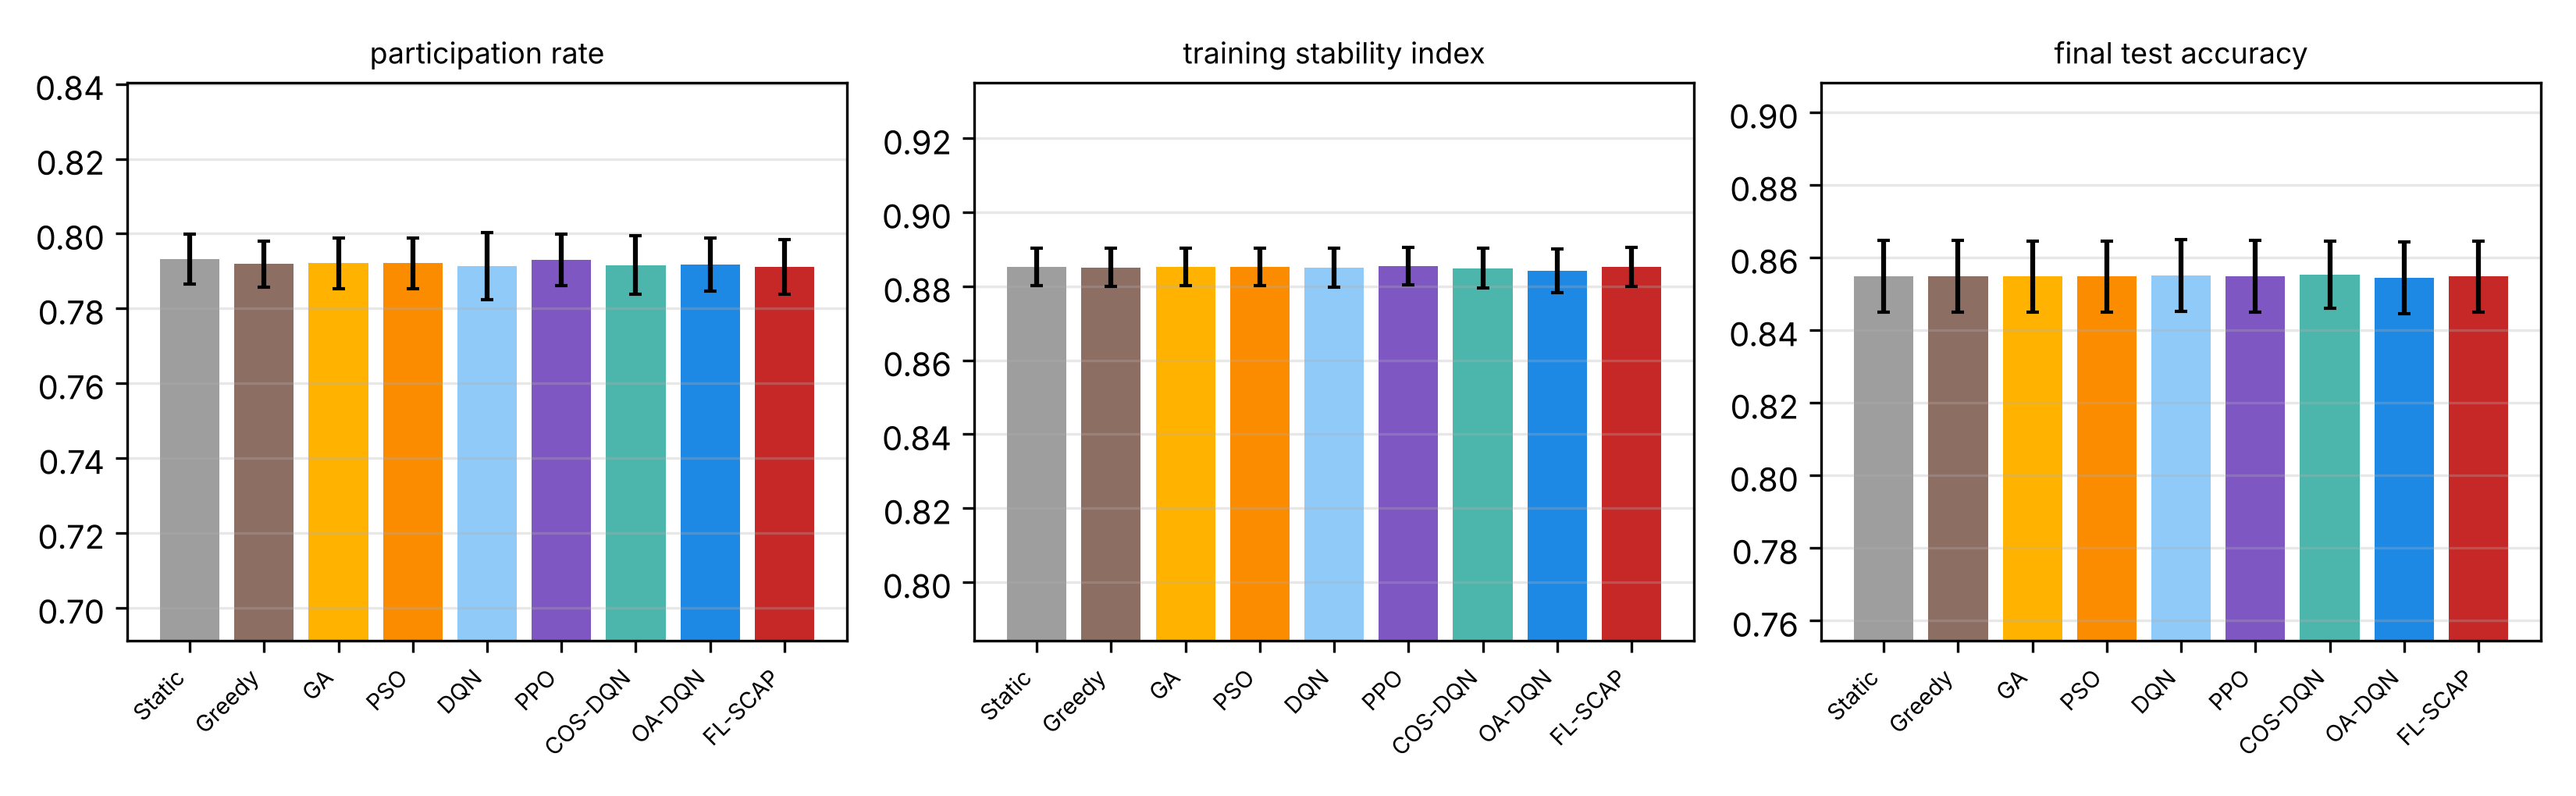 participation rate
0.84
0.82
0.80
0.78
0.76
0.74
0.72
0.70
Static
Greedy
GA
PSO
DQN
PPO
COS-DQN
OA-DQN
FL-SCAP
training stability index
0.92
0.90
0.88
0.86
0.84
0.82
0.80
Static
Greedy
GA
PSO
DQN
PPO
COS-DQN
OA-DQN
FL-SCAP
final test accuracy
0.90
0.88
0.86
0.84
0.82
0.80
0.78
0.76
Static
Greedy
GA
PSO
DQN
PPO
COS-DQN
OA-DQN
FL-SCAP